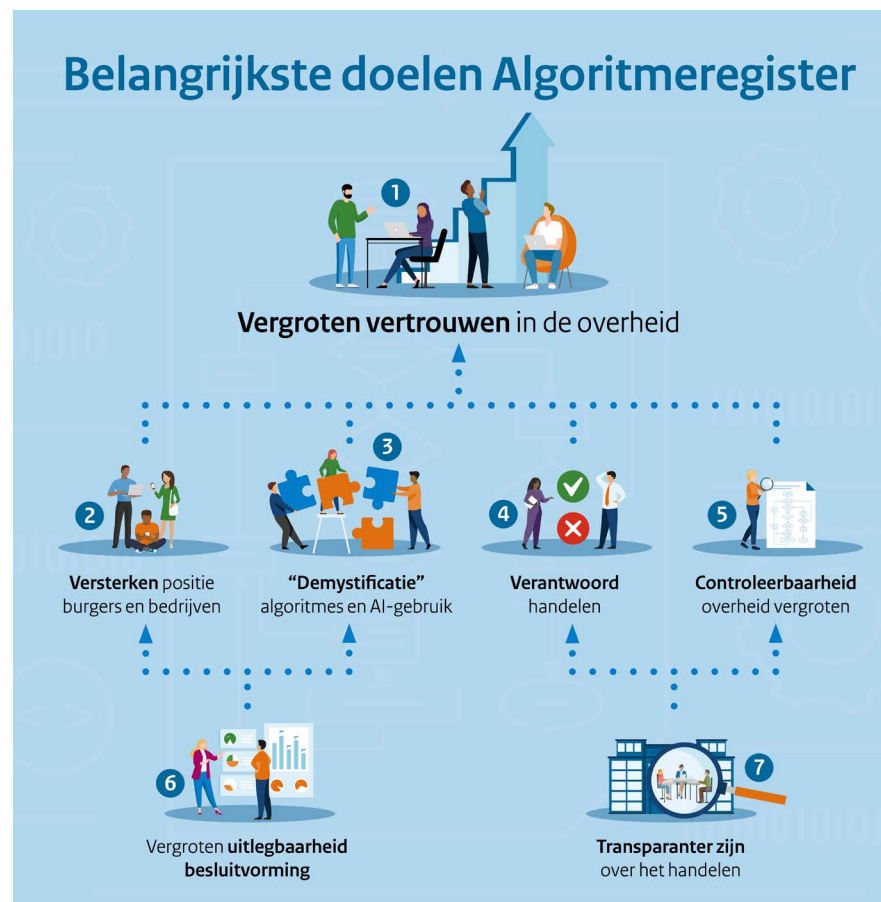 Belangrijkste doelen Algoritmeregister
1
Vergroten vertrouwen in de overheid
2
Versterken positie
burgers en bedrijven
3
“Demystificatie”
algoritmes en AI-gebruik
4
Verantwoord
handelen
5
Controleerbaarheid
overheid vergroten
6
Vergroten uitlegbaarheid
besluitvorming
7
Transparanter zijn
over het handelen